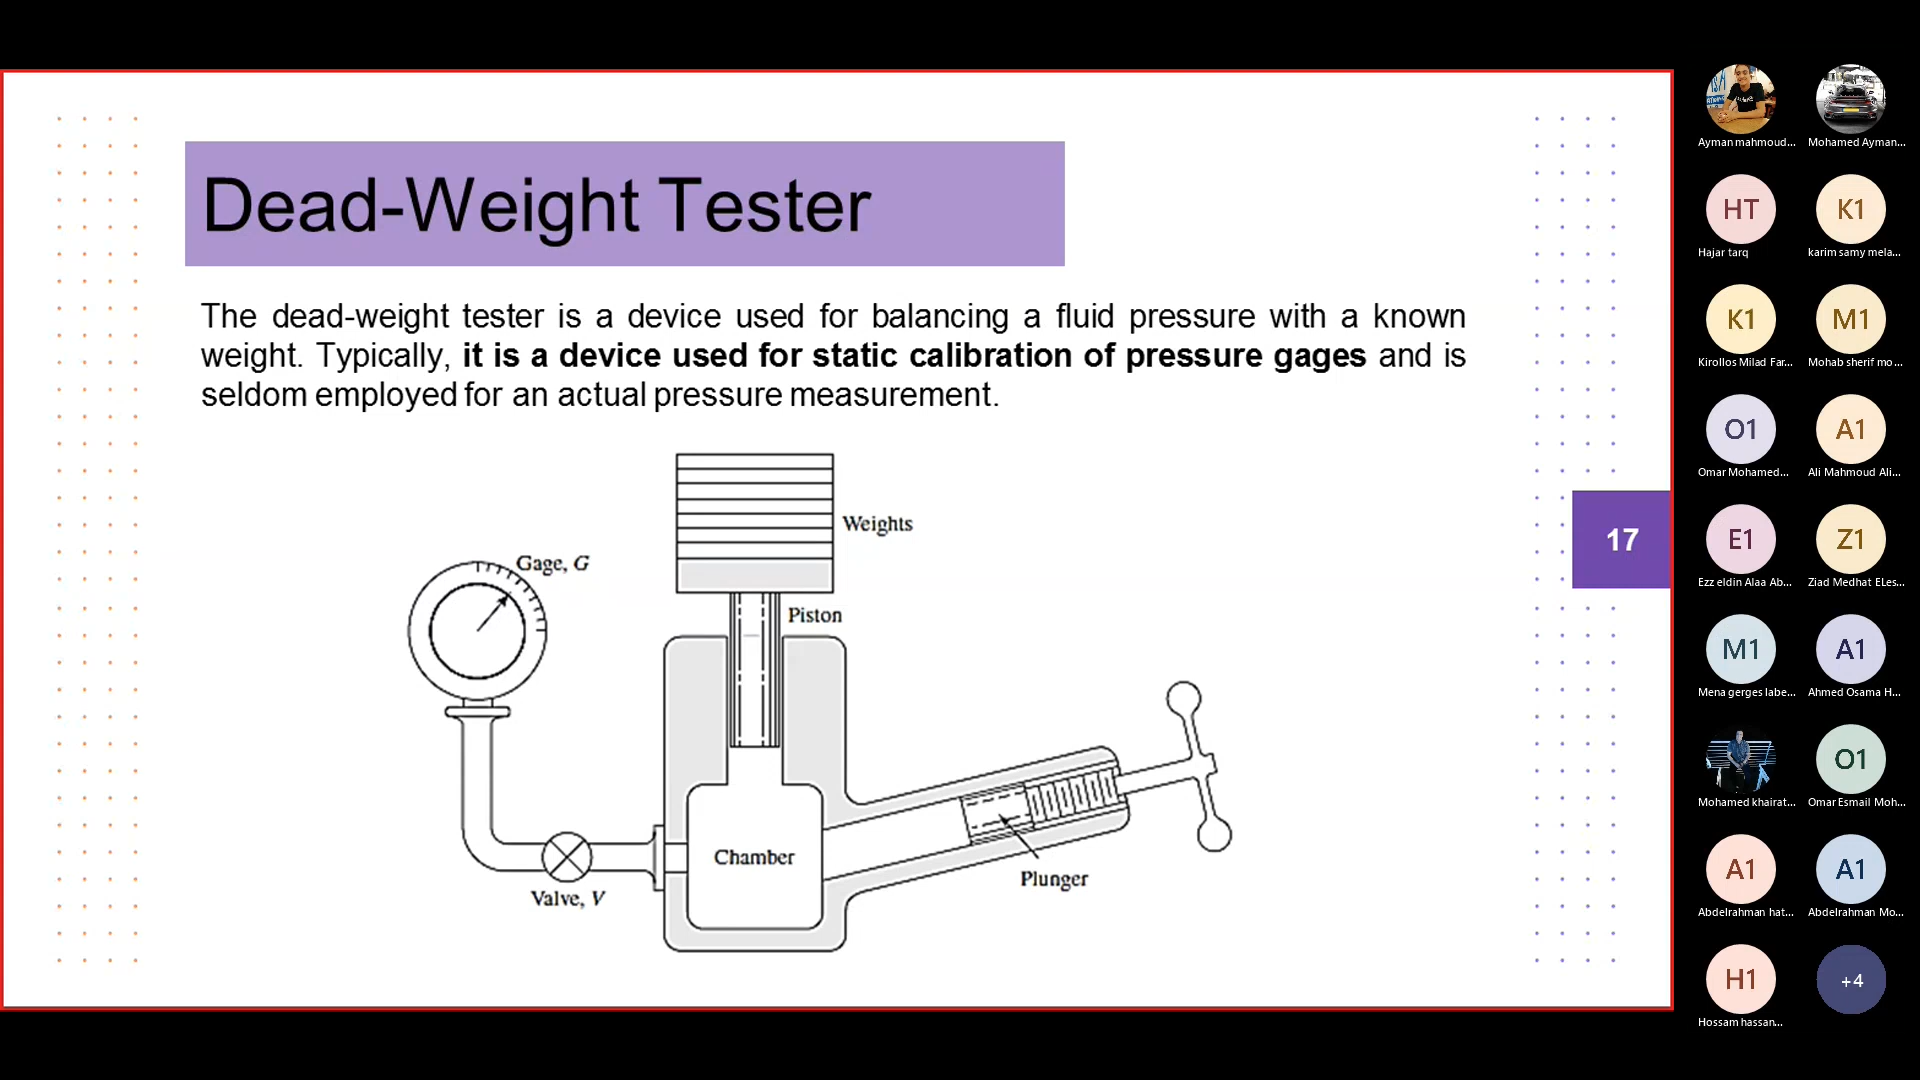 Dead-Weight Tester
The dead-weight tester is a device used for balancing a fluid pressure with a known
weight. Typically, it is a device used for static calibration of pressure gages and is
seldom employed for an actual pressure measurement.
Weights
Gage, G
Piston
Chamber
Valve, V
Plunger
17
Ayman mahmoud...
Mohamed Ayman...
HT
Hajar tarq
K1
karim samy mela...
K1
Kirollos Milad Far...
M1
Mohab sherif mo...
O1
Omar Mohamed...
A1
Ali Mahmoud Ali...
E1
Ezz eldin Alaa Ab...
Z1
Ziad Medhat ELes...
M1
Mena gerges labe...
A1
Ahmed Osama H...
Mohamed khairat...
O1
Omar Esmail Moh...
A1
Abdelrahman hat...
A1
Abdelrahman Mo...
H1
Hossam hassan...
+4